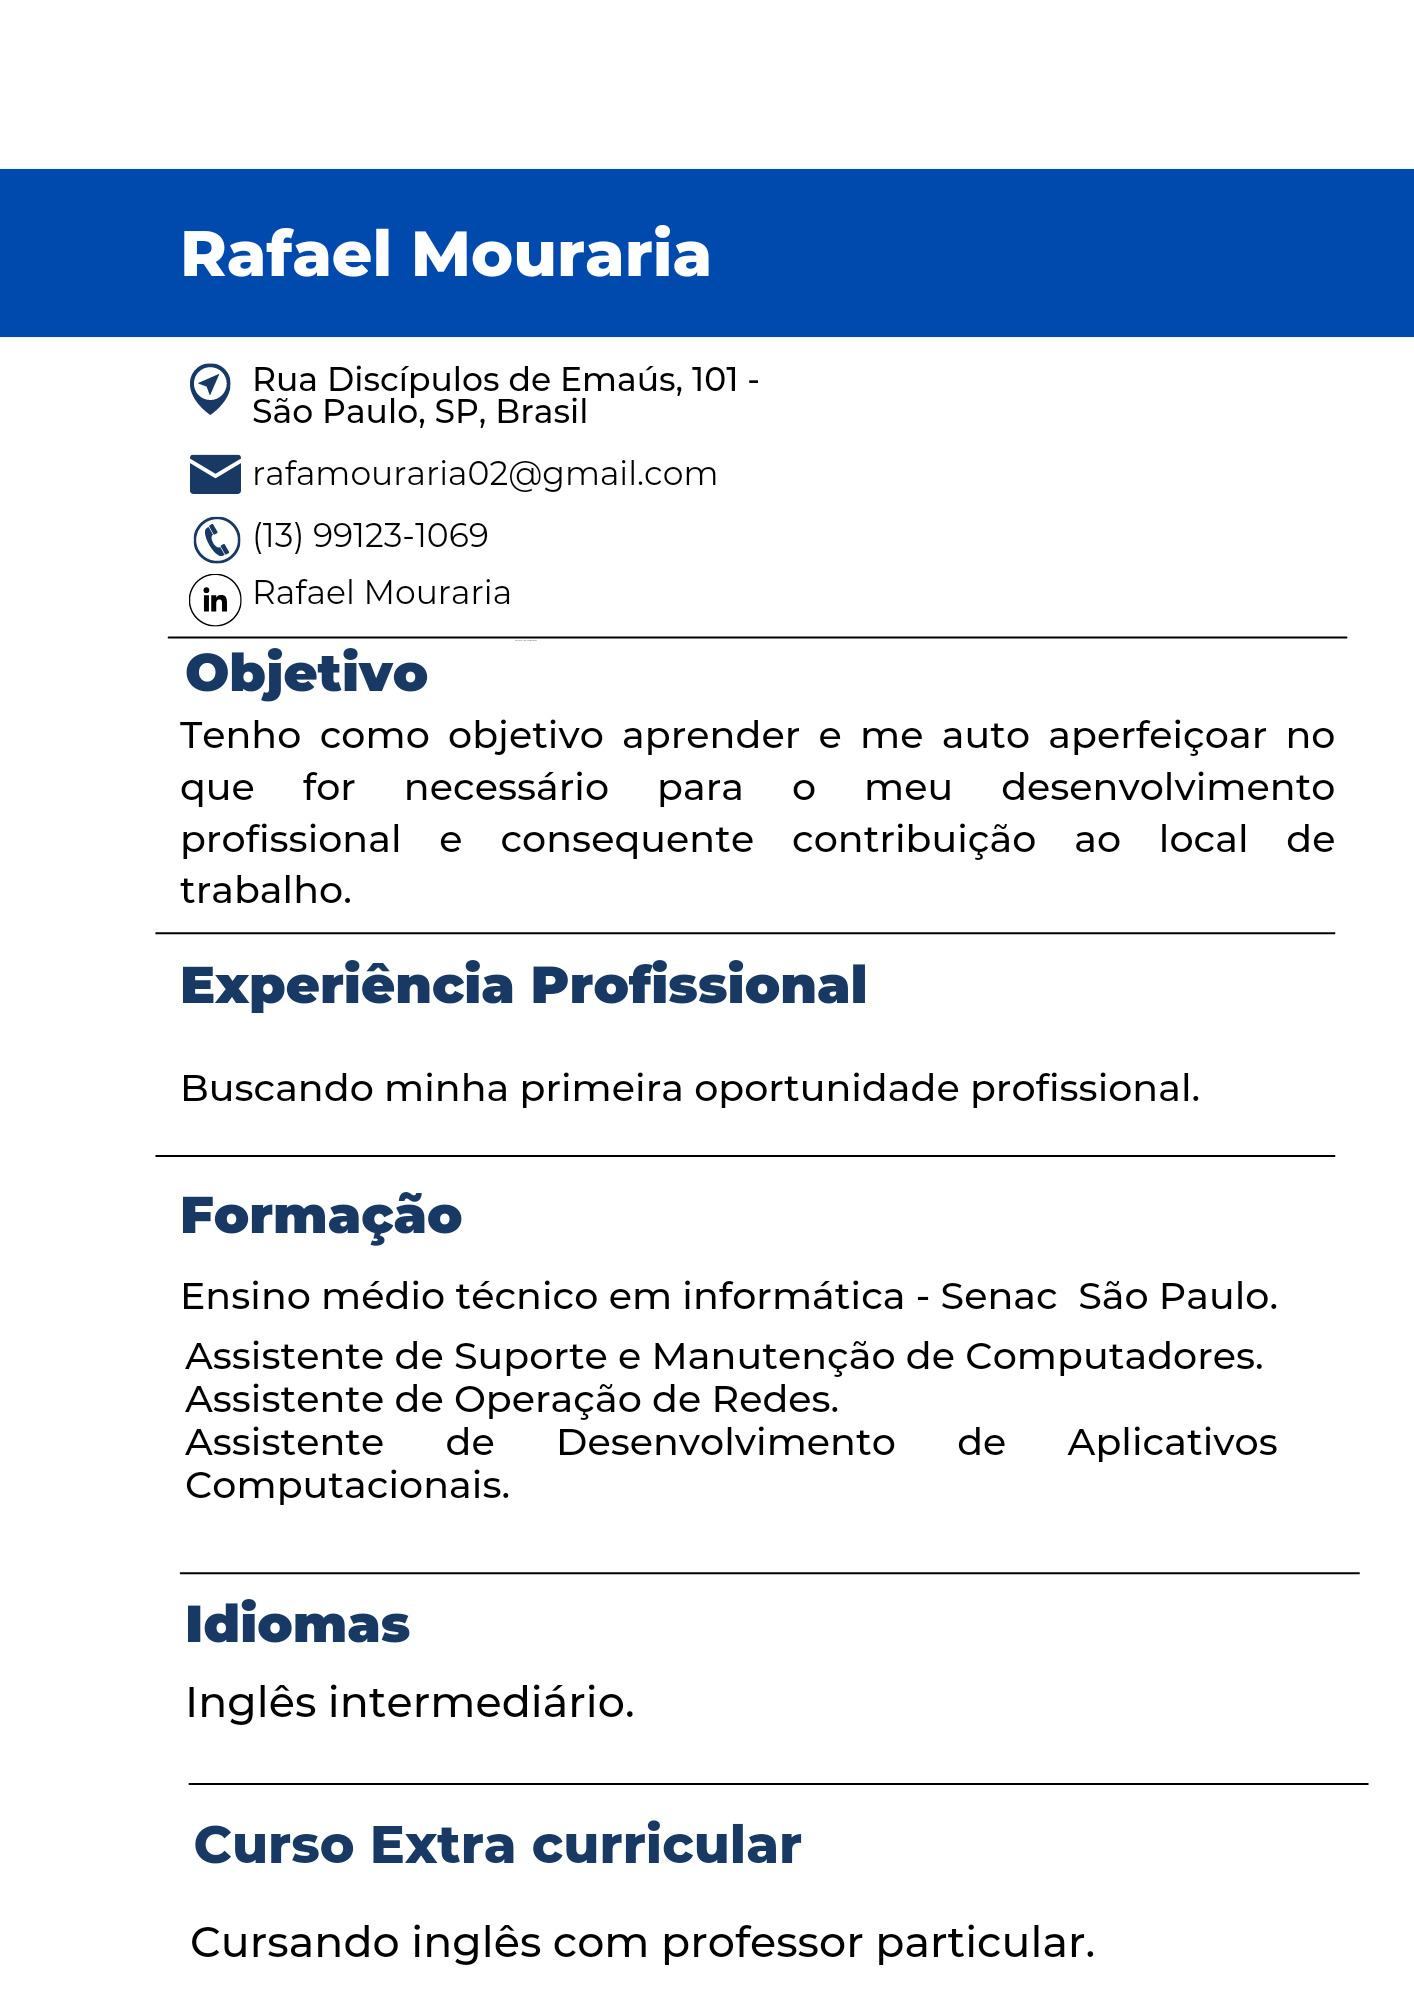 Rafael Mouraria
Rua Discípulos de Emaús, 101 -
São Paulo, SP, Brasil
rafamouraria02@gmail.com
(13) 99123-1069
in Rafael Mouraria
Objetivo
Tenho como objetivo aprender e me auto aperfeiçoar no
que for necessário para o meu desenvolvimento
profissional e consequente contribuição ao local de
trabalho.
Experiência Profissional
Buscando minha primeira oportunidade profissional.
Formação
Ensino médio técnico em informática - Senac  São Paulo.
Assistente de Suporte e Manutenção de Computadores.
Assistente de Operação de Redes.
Assistente de Desenvolvimento de Aplicativos
Computacionais.
Idiomas
Inglês intermediário.
Curso Extra curricular
Cursando inglês com professor particular.